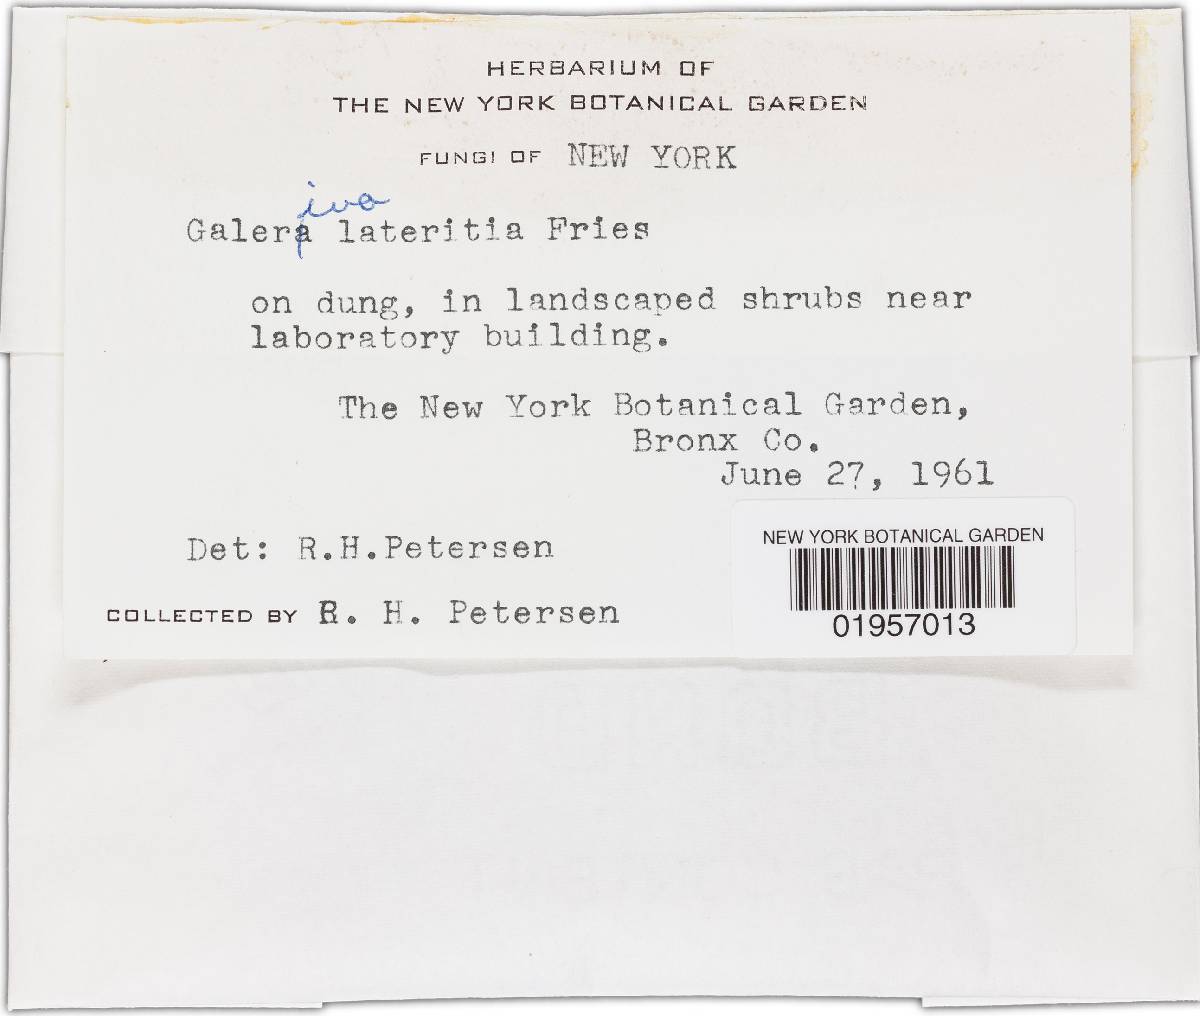 HERBARIUM OF
THE NEW YORK BOTANICAL GARDEN
FUNGI OF NEW YORK
iva
Galera lateritia Fries
on dung, in landscaped shrubs near
laboratory building.
The New York Botanical Garden,
Bronx Co.
June 27, 1961
Det: R.H.Petersen
COLLECTED BY R. H. Petersen
NEW YORK BOTANICAL GARDEN
01957013